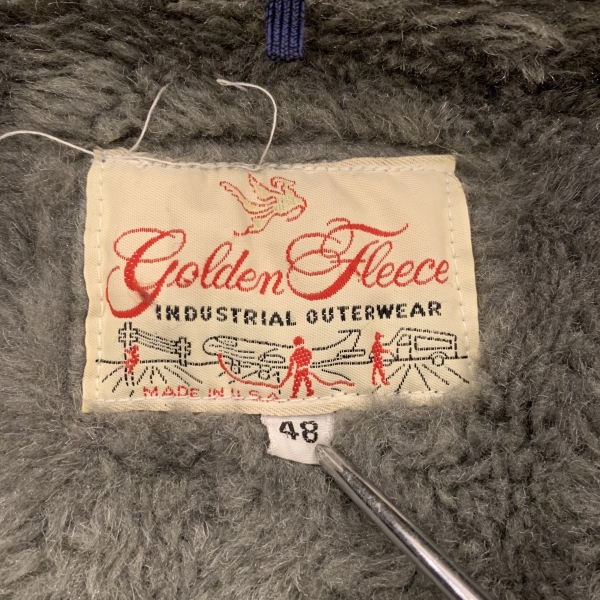 Golden Fleece
INDUSTRIAL OUTERWEAR
MADE IN U.S.A.
48